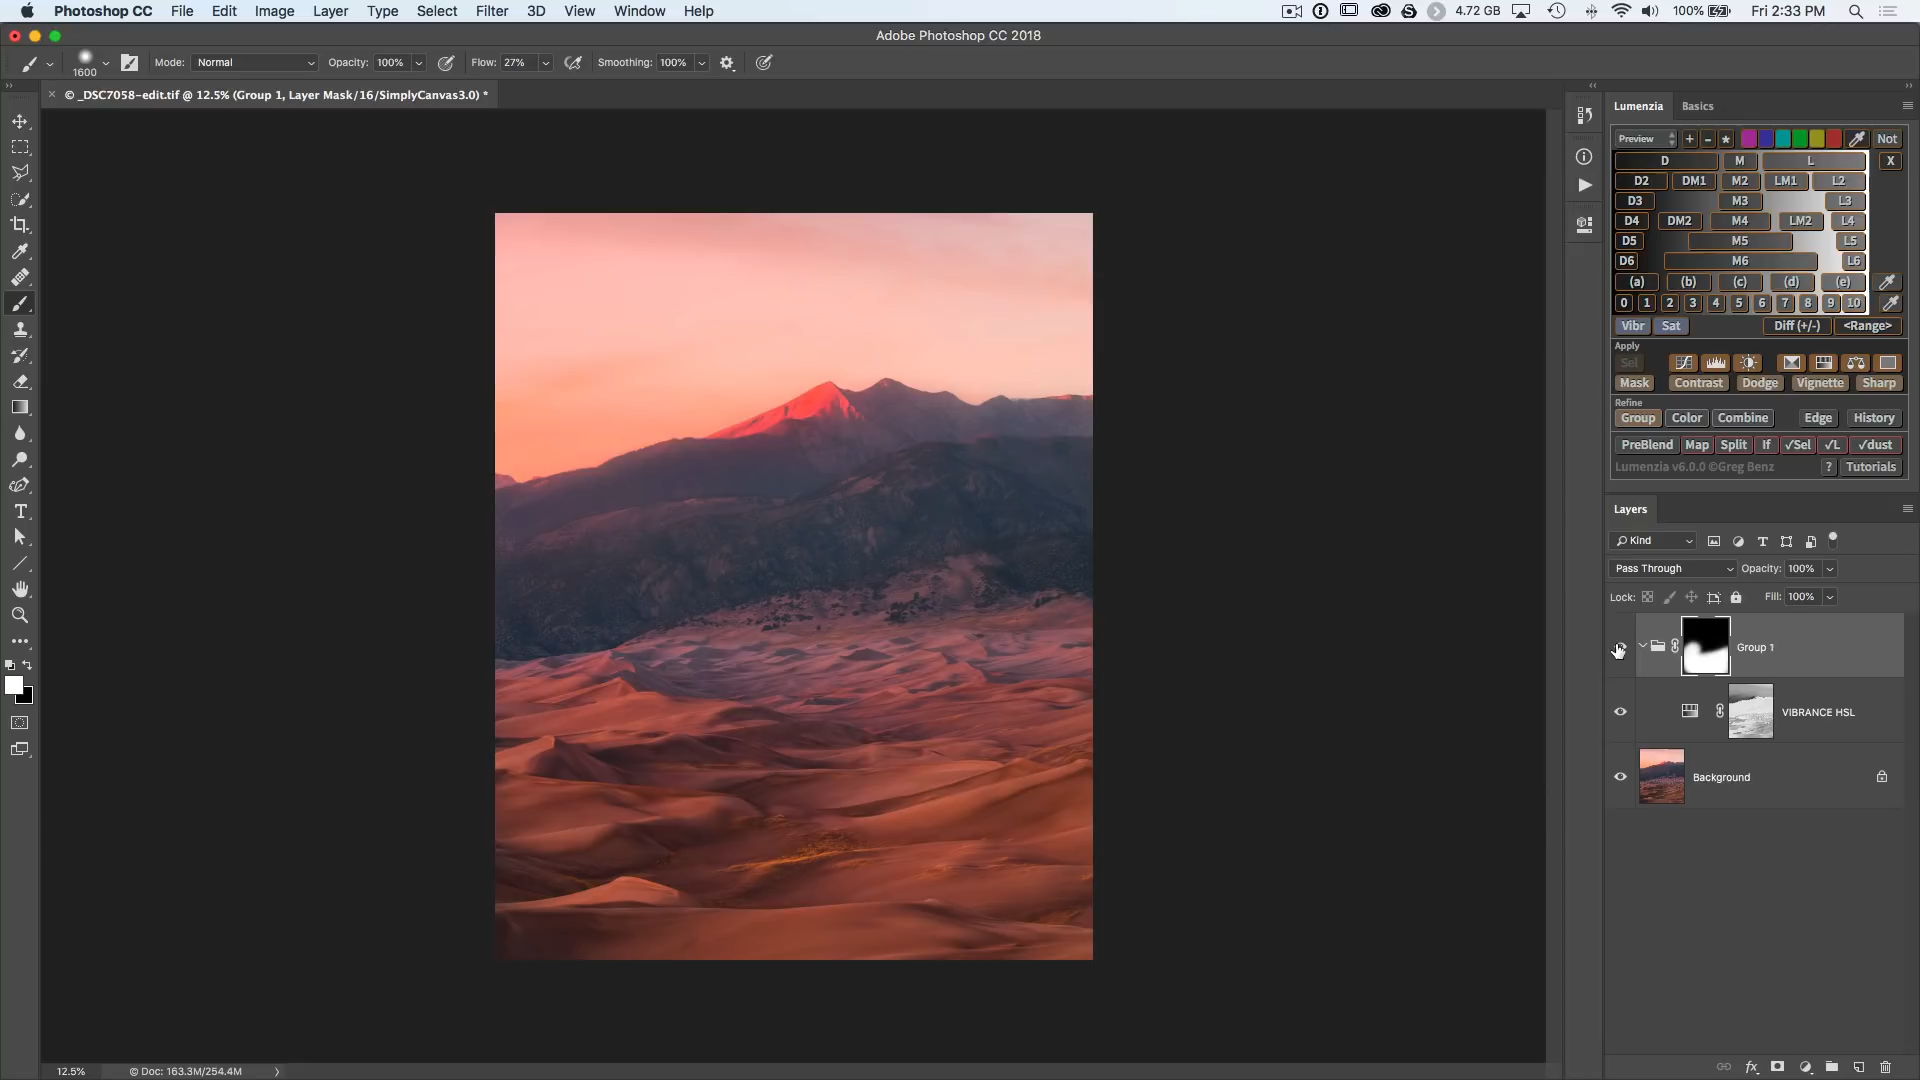 Photoshop CC File Edit Image Layer Type Select Filter 3D View Window Help 4.72 GB 100% Fri 2:33 PM
Adobe Photoshop CC 2018
1600 Mode: Normal Opacity: 100% Flow: 27% Smoothing: 100%
© _DSC7058-edit.tif @ 12.5% (Group 1, Layer Mask/16/SimplyCanvas3.0) *
Lumenzia Basics
Preview + - * Not
D M L X
D2 DM1 M2 LM1 L2
D3 M3 L3
D4 DM2 M4 LM2 L4
D5 M5 L5
D6 M6 L6
(a) (b) (c) (d) (e)
0 1 2 3 4 5 6 7 8 9 10
Vibr Sat Diff (+/-) <Range>
Apply
Sel
Mask Contrast Dodge Vignette Sharp
Refine
Group Color Combine Edge History
PreBlend Map Split If √Sel √L √dust
Lumenzia v6.0.0 ©Greg Benz ? Tutorials
Layers
Kind
Pass Through Opacity: 100%
Lock: Fill: 100%
Group 1
VIBRANCE HSL
Background
fx
12.5% © Doc: 163.3M/254.4M